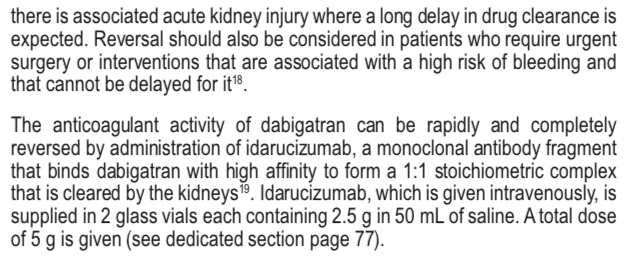 there is associated acute kidney injury where a long delay in drug clearance is
expected. Reversal should also be considered in patients who require urgent
surgery or interventions that are associated with a high risk of bleeding and
that cannot be delayed for it¹⁸.
The anticoagulant activity of dabigatran can be rapidly and completely
reversed by administration of idarucizumab, a monoclonal antibody fragment
that binds dabigatran with high affinity to form a 1:1 stoichiometric complex
that is cleared by the kidneys¹⁹. Idarucizumab, which is given intravenously, is
supplied in 2 glass vials each containing 2.5 g in 50 mL of saline. A total dose
of 5 g is given (see dedicated section page 77).